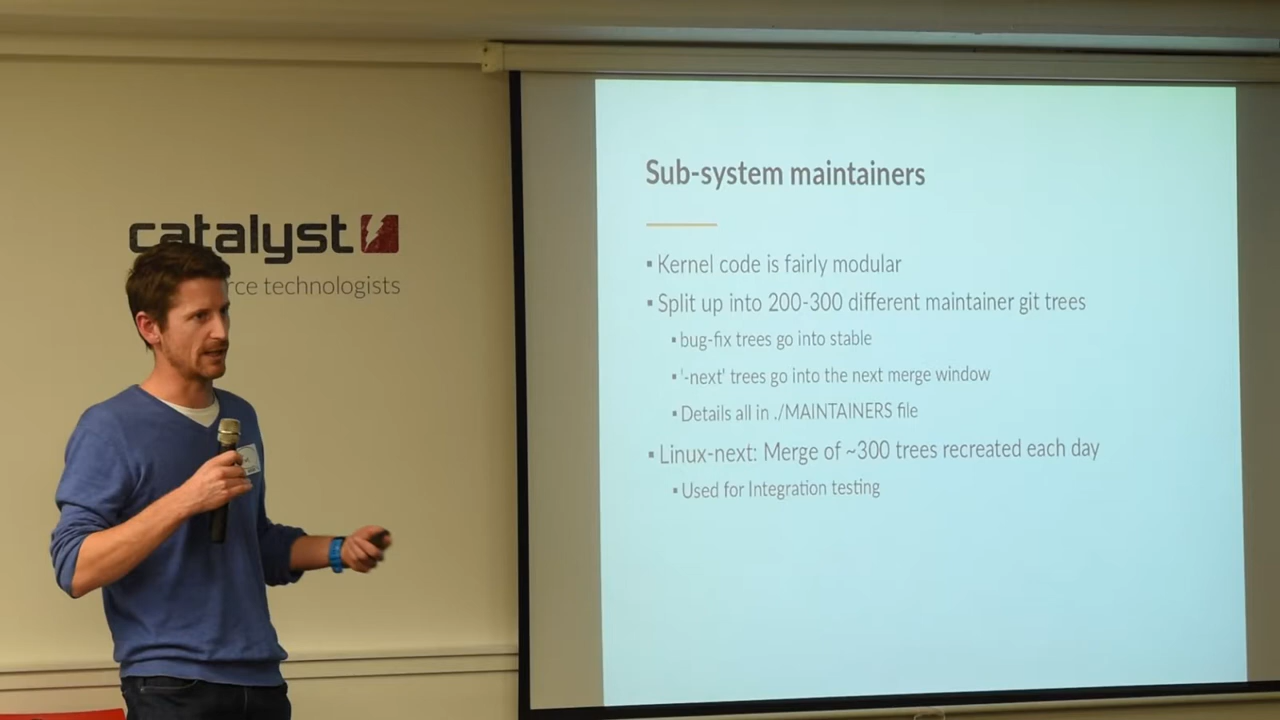 catalyst
rce technologists
Sub-system maintainers
▪ Kernel code is fairly modular
▪ Split up into 200-300 different maintainer git trees
▪ bug-fix trees go into stable
▪ '-next' trees go into the next merge window
▪ Details all in ./MAINTAINERS file
▪ Linux-next: Merge of ~300 trees recreated each day
▪ Used for Integration testing